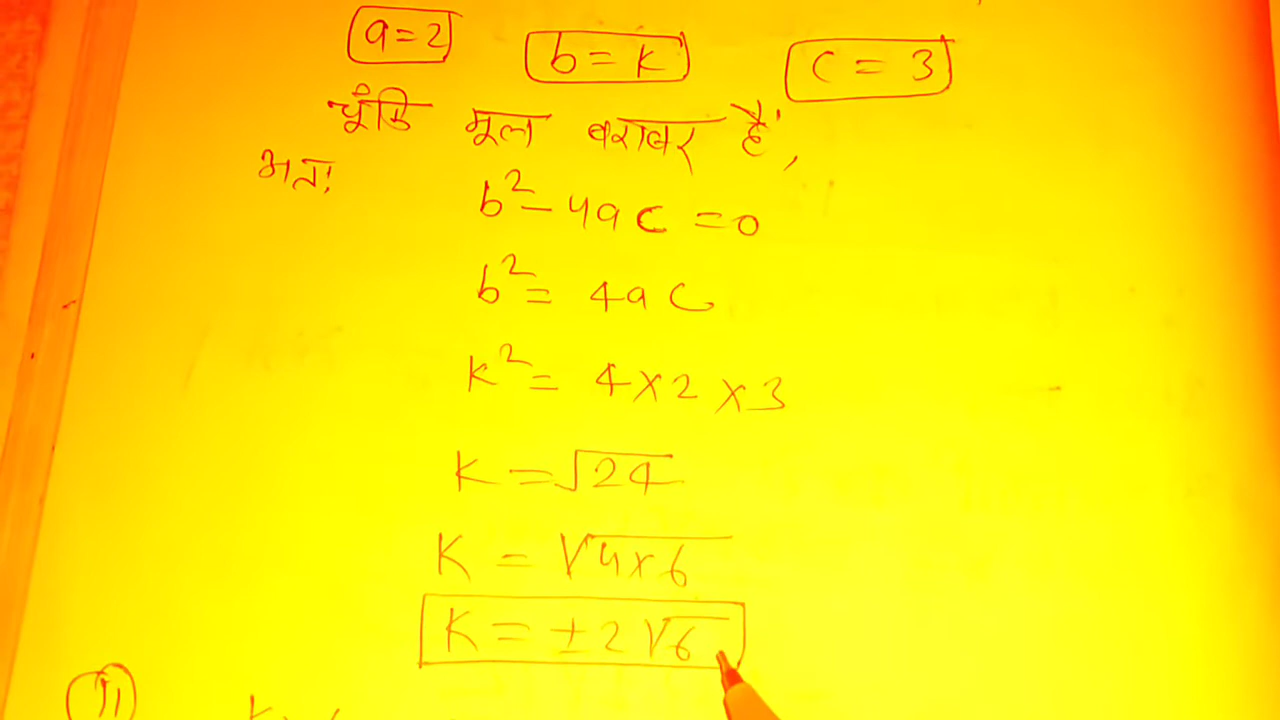 a=2 b=k c=3
चूंकि मूल बराबर हैं,
अतः
b²-4ac=0
b²=4ac
k²=4×2×3
K=√24
K=√4×6
K=±2√6
(ii)